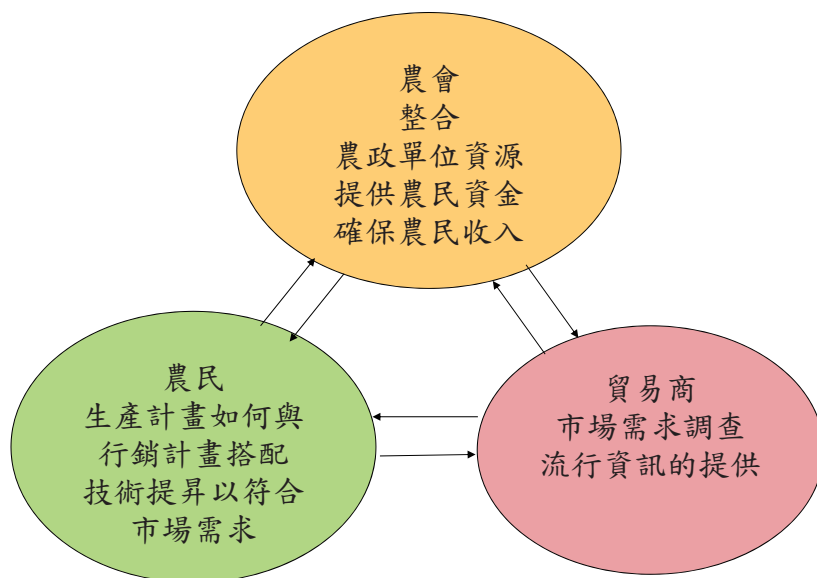 農會
整合
農政單位資源
提供農民資金
確保農民收入
農民
生產計畫如何與
行銷計畫搭配
技術提昇以符合
市場需求
貿易商
市場需求調查
流行資訊的提供